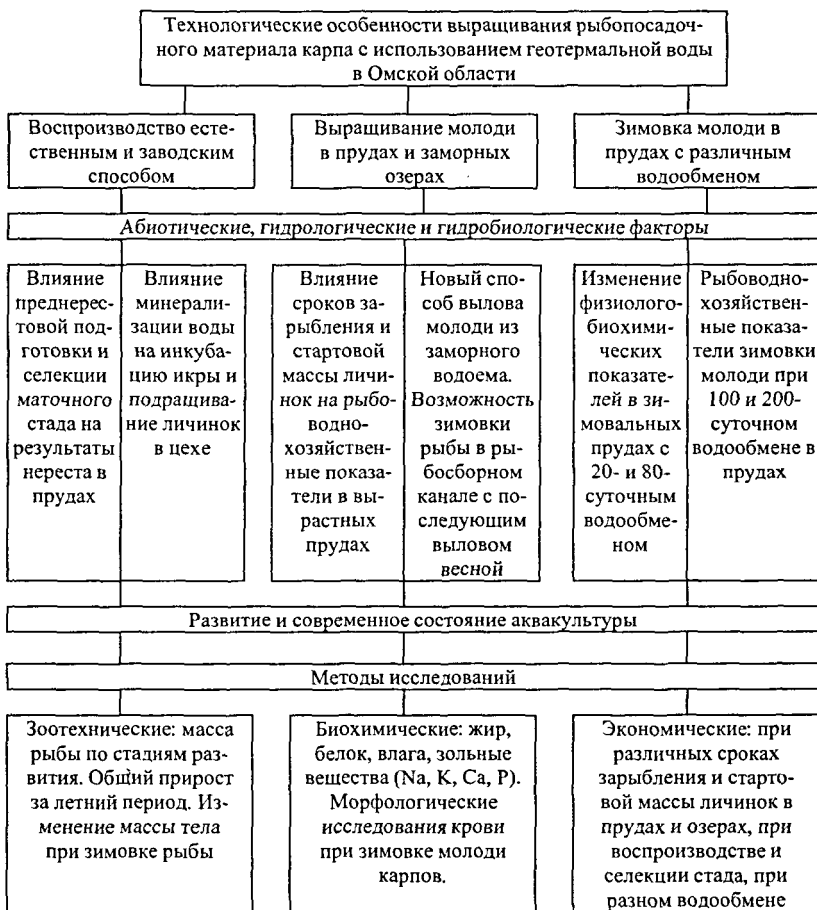 Технологические особенности выращивания рыбопосадоч-
ного материала карпа с использованием геотермальной воды
в Омской области
Воспроизводство есте-
ственным и заводским
способом
Выращивание молоди
в прудах и заморных
озерах
Зимовка молоди в
прудах с различным
водообменом
Абиотические, гидрологические и гидробиологические факторы
Влияние
преднерес-
товой под-
готовки и
селекции
маточного
стада на
результаты
нереста в
прудах
Влияние
минерали-
зации воды
на инкуба-
цию икры и
подращива-
ние личинок
в цехе
Влияние
сроков за-
рыбления и
стартовой
массы личи-
нок на рыбо-
водно-
хозяйствен-
ные показа-
тели в вы-
растных
прудах
Новый спо-
соб вылова
молоди из
заморного
водоема.
Возможность
зимовки
рыбы в ры-
босборном
канале с по-
следующим
выловом
весной
Изменение
физиолого-
биохими-
ческих
показате-
лей в зи-
мовальных
прудах с
20- и 80-
суточным
водообме-
ном
Рыбоводно-
хозяйствен-
ные показа-
тели зимовки
молоди при
100 и 200-
суточном
водообмене в
прудах
Развитие и современное состояние аквакультуры
Методы исследований
Зоотехнические: масса
рыбы по стадиям раз-
вития. Общий прирост
за летний период. Из-
менение массы тела
при зимовке рыбы
Биохимические: жир,
белок, влага, зольные
вещества (Na, K, Ca, P).
Морфологические
исследования крови
при зимовке молоди
карпов.
Экономические: при
различных сроках
зарыбления и старто-
вой массы личинок в
прудах и озерах, при
воспроизводстве и
селекции стада, при
разном водообмене